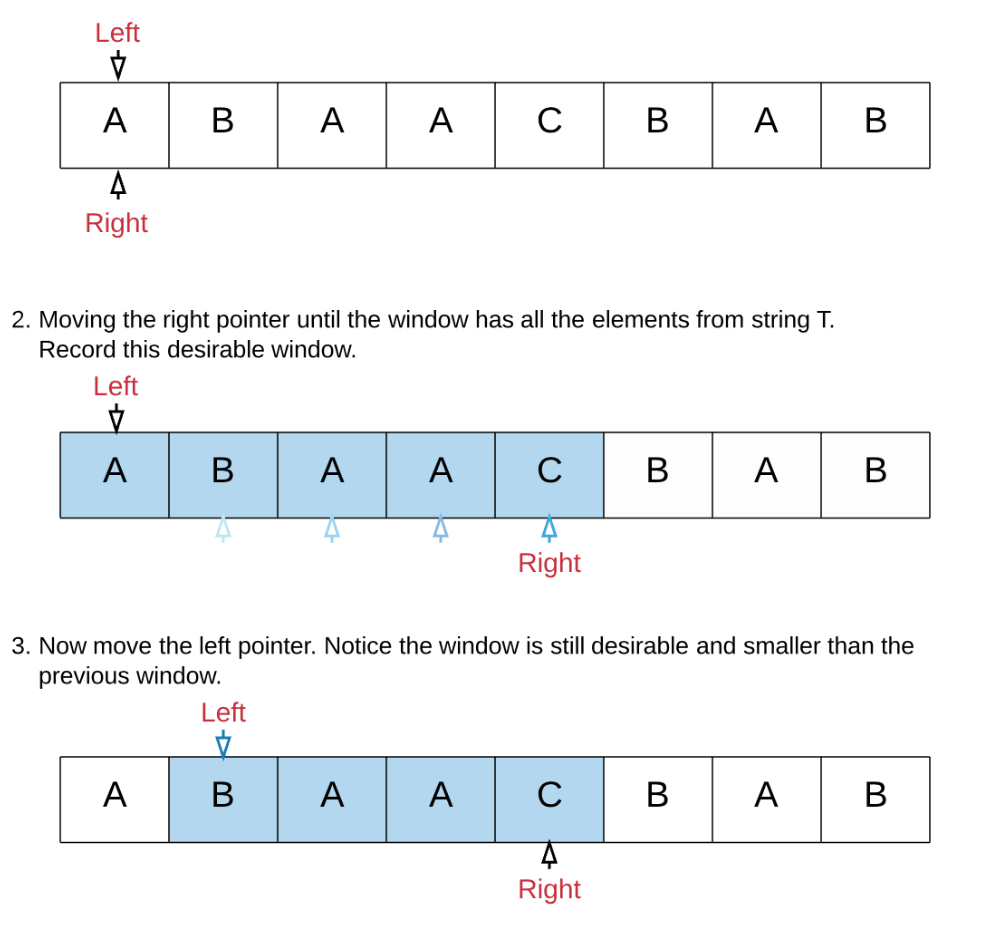 Left
A B A A C B A B
Right
2. Moving the right pointer until the window has all the elements from string T.
Record this desirable window.
Left
A B A A C B A B
Right
3. Now move the left pointer. Notice the window is still desirable and smaller than the
previous window.
Left
A B A A C B A B
Right